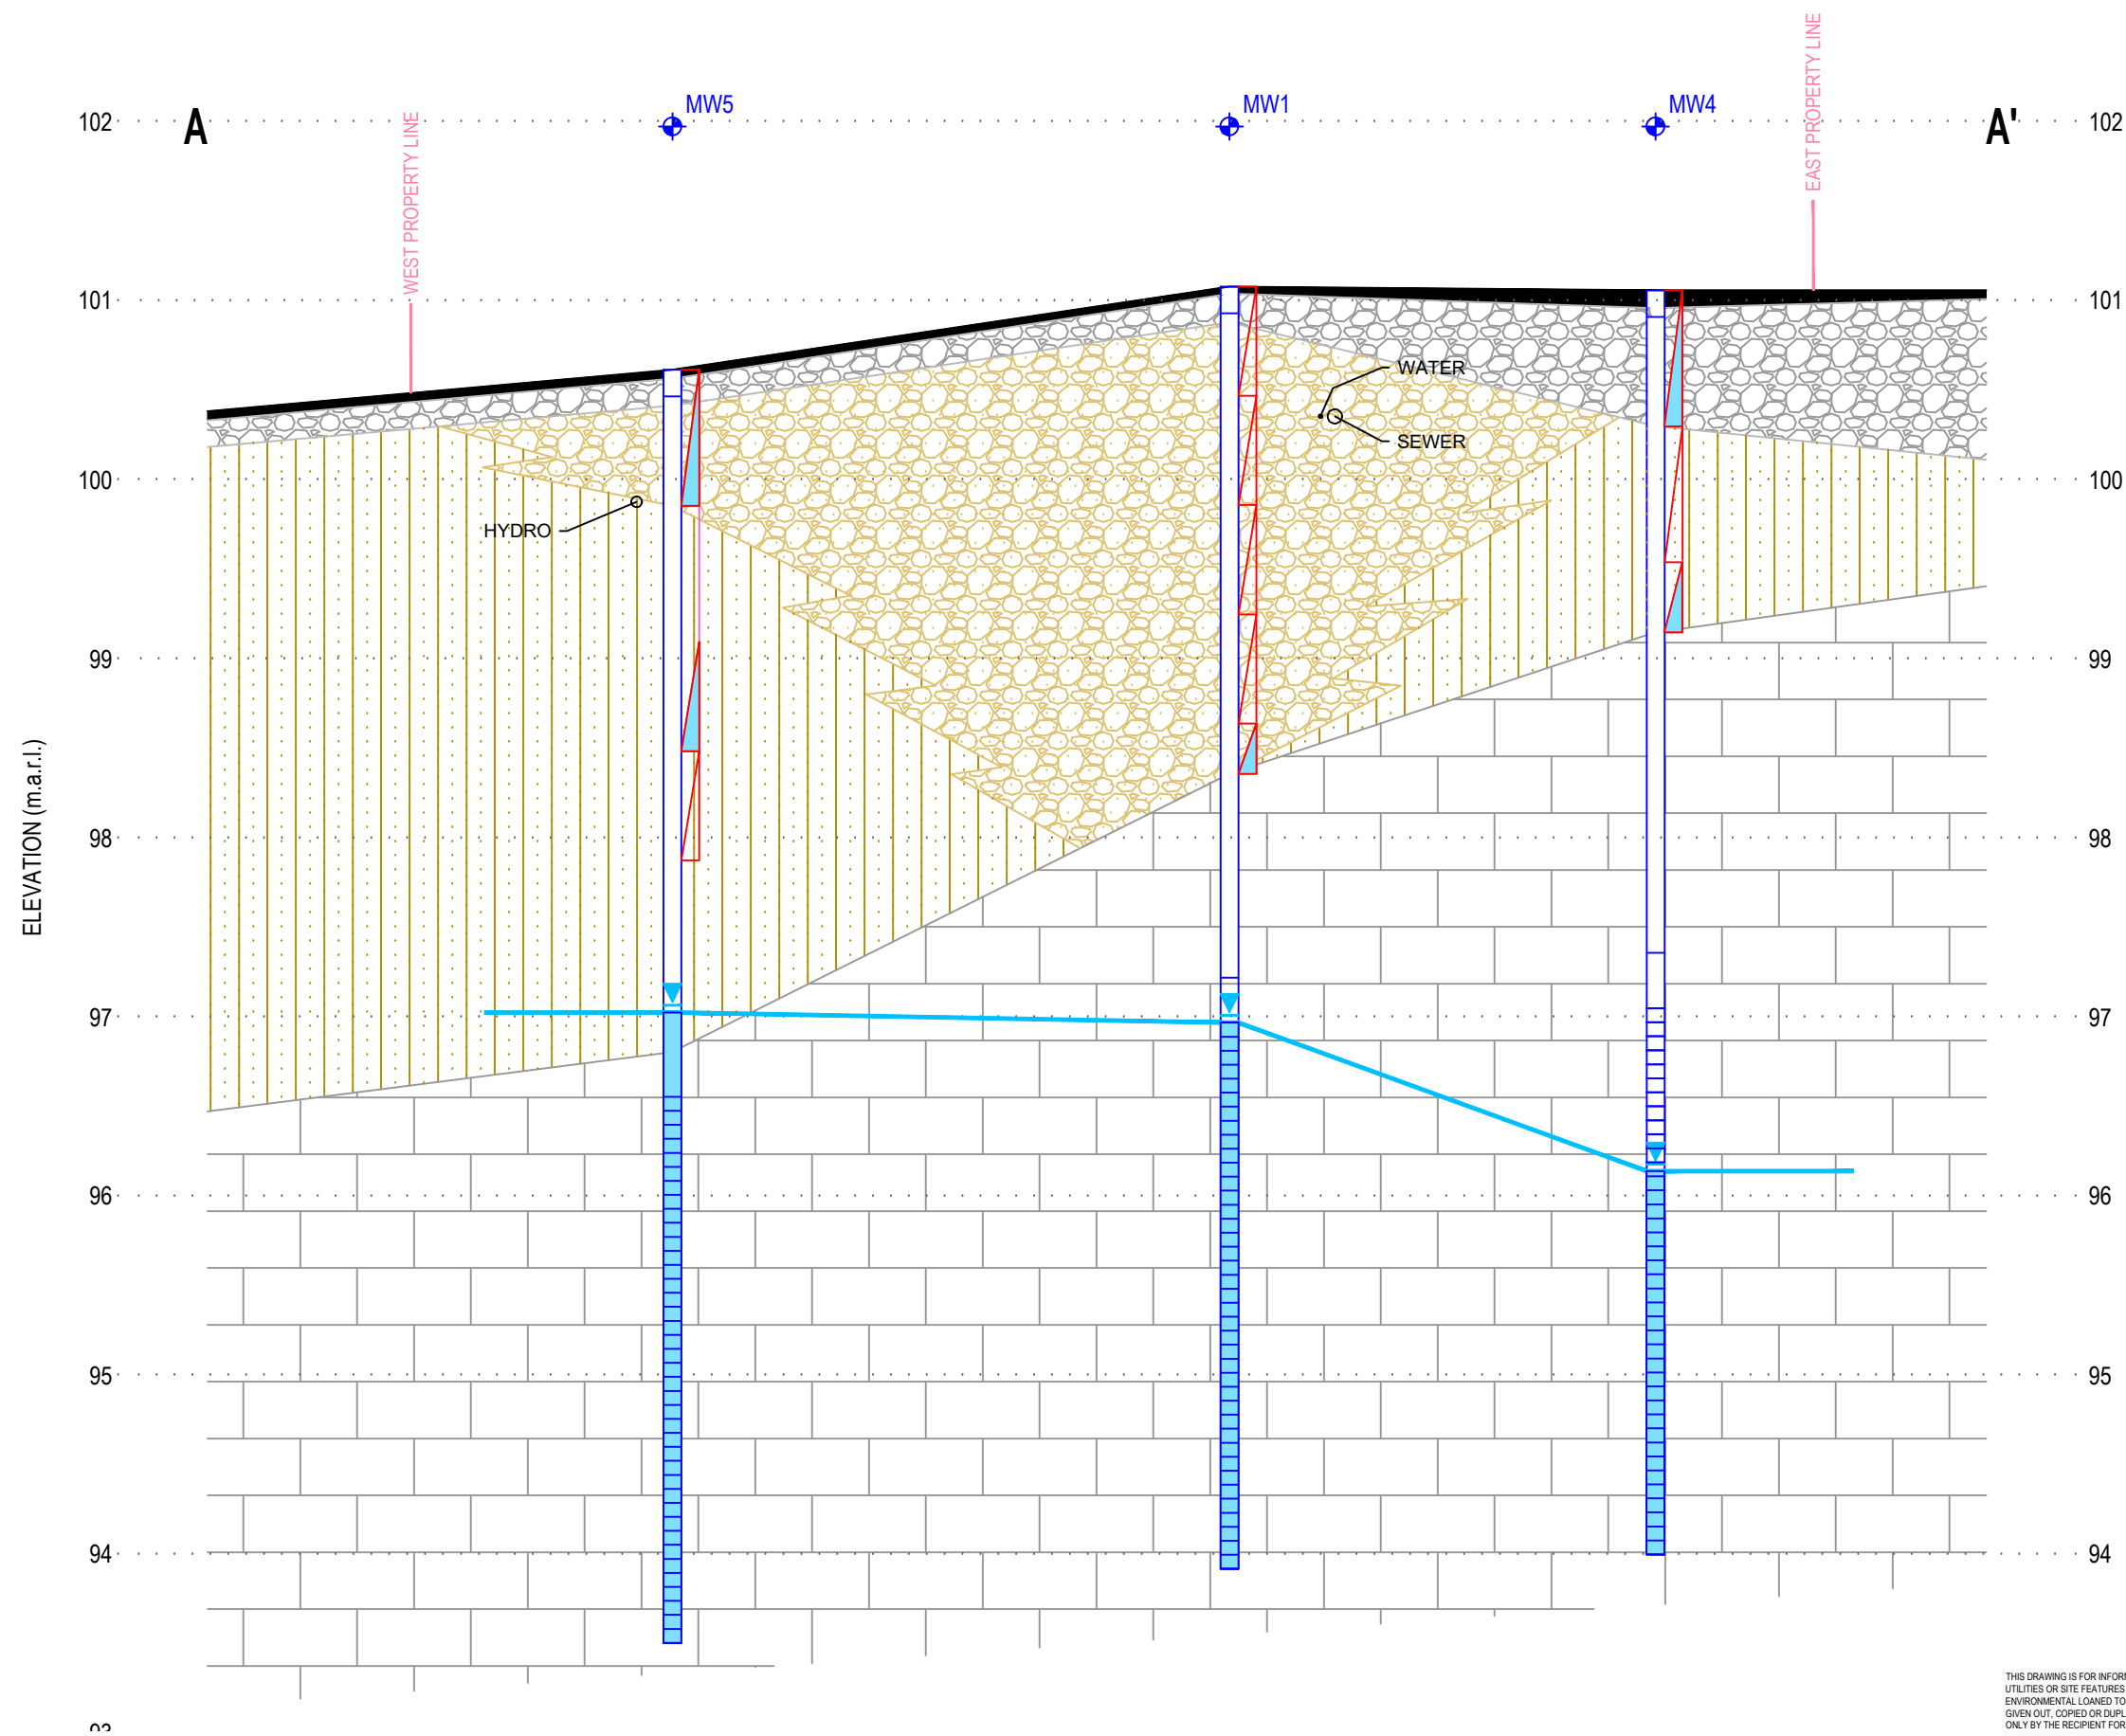 WEST PROPERTY LINE
EAST PROPERTY LINE
A
MW5
MW1
MW4
A'
102
102
101
101
WATER
SEWER
100
100
HYDRO
99
99
ELEVATION (m.a.r.l.)
98
98
97
97
96
96
95
95
94
94
THIS DRAWING IS FOR
UTILITIES OR SITE FEATURES
ENVIRONMENTAL LOANED TO
GIVEN OUT, COPIED OR
ONLY BY THE RECIPIENT FOR